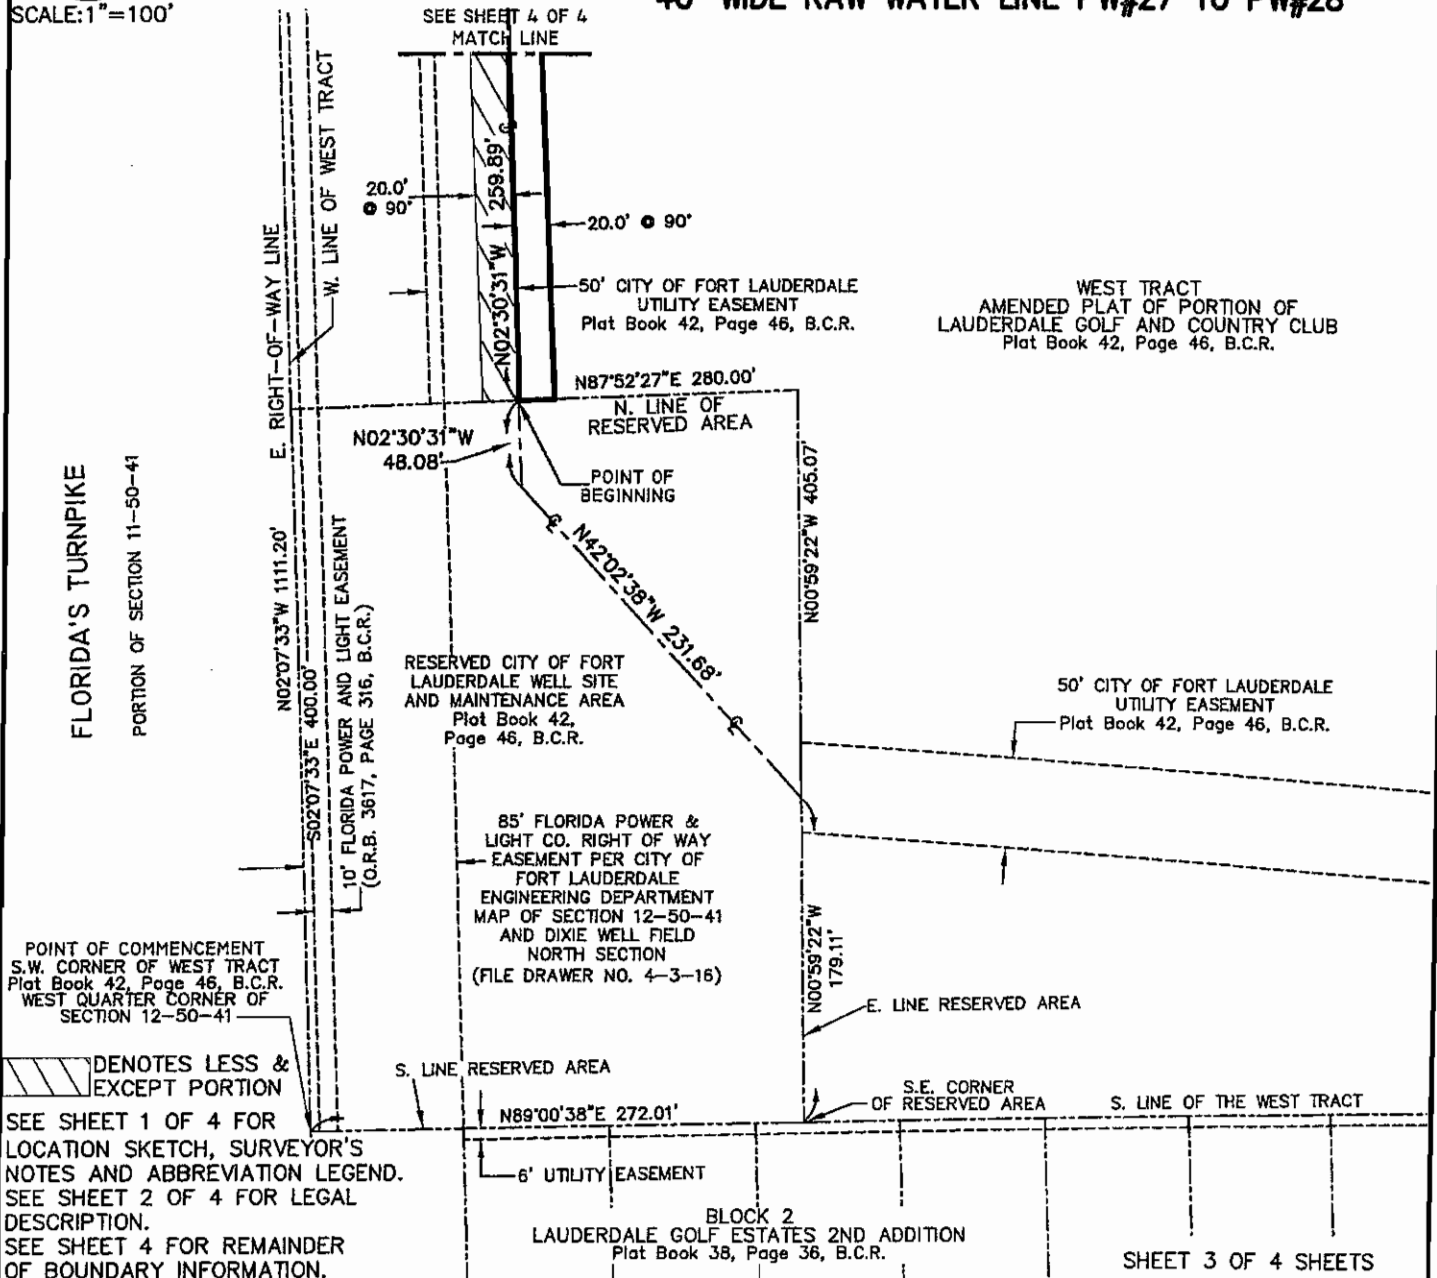 SCALE:1"=100'
40' WIDE RAW WATER LINE PW#27 TO PW#28
SEE SHEET 4 OF 4
MATCH LINE
E. RIGHT-OF-WAY LINE
W. LINE OF WEST TRACT
20.0'
@ 90°
N02°30'31"W 259.89'
20.0' @ 90°
50' CITY OF FORT LAUDERDALE
UTILITY EASEMENT
Plat Book 42, Page 46, B.C.R.
WEST TRACT
AMENDED PLAT OF PORTION OF
LAUDERDALE GOLF AND COUNTRY CLUB
Plat Book 42, Page 46, B.C.R.
N87°52'27"E 280.00'
N. LINE OF
RESERVED AREA
N02°30'31"W
48.08'
POINT OF
BEGINNING
FLORIDA'S TURNPIKE
PORTION OF SECTION 11-50-41
N02°07'33"W 1111.20'
S02°07'33"E 400.00'
10' FLORIDA POWER AND LIGHT EASEMENT
(O.R.B. 3617, PAGE 316, B.C.R.)
N42°02'38"W 231.68'
N00°59'22"W 405.07'
RESERVED CITY OF FORT
LAUDERDALE WELL SITE
AND MAINTENANCE AREA
Plat Book 42,
Page 46, B.C.R.
50' CITY OF FORT LAUDERDALE
UTILITY EASEMENT
Plat Book 42, Page 46, B.C.R.
85' FLORIDA POWER &
LIGHT CO. RIGHT OF WAY
EASEMENT PER CITY OF
FORT LAUDERDALE
ENGINEERING DEPARTMENT
MAP OF SECTION 12-50-41
AND DIXIE WELL FIELD
NORTH SECTION
(FILE DRAWER NO. 4-3-16)
N00°59'22"W
179.11'
POINT OF COMMENCEMENT
S.W. CORNER OF WEST TRACT
Plat Book 42, Page 46, B.C.R.
WEST QUARTER CORNER OF
SECTION 12-50-41
E. LINE RESERVED AREA
DENOTES LESS &
EXCEPT PORTION
S. LINE RESERVED AREA
S.E. CORNER
OF RESERVED AREA
S. LINE OF THE WEST TRACT
N89°00'38"E 272.01'
SEE SHEET 1 OF 4 FOR
LOCATION SKETCH, SURVEYOR'S
NOTES AND ABBREVIATION LEGEND.
SEE SHEET 2 OF 4 FOR LEGAL
DESCRIPTION.
SEE SHEET 4 FOR REMAINDER
OF BOUNDARY INFORMATION.
6' UTILITY EASEMENT
BLOCK 2
LAUDERDALE GOLF ESTATES 2ND ADDITION
Plat Book 38, Page 36, B.C.R.
SHEET 3 OF 4 SHEETS